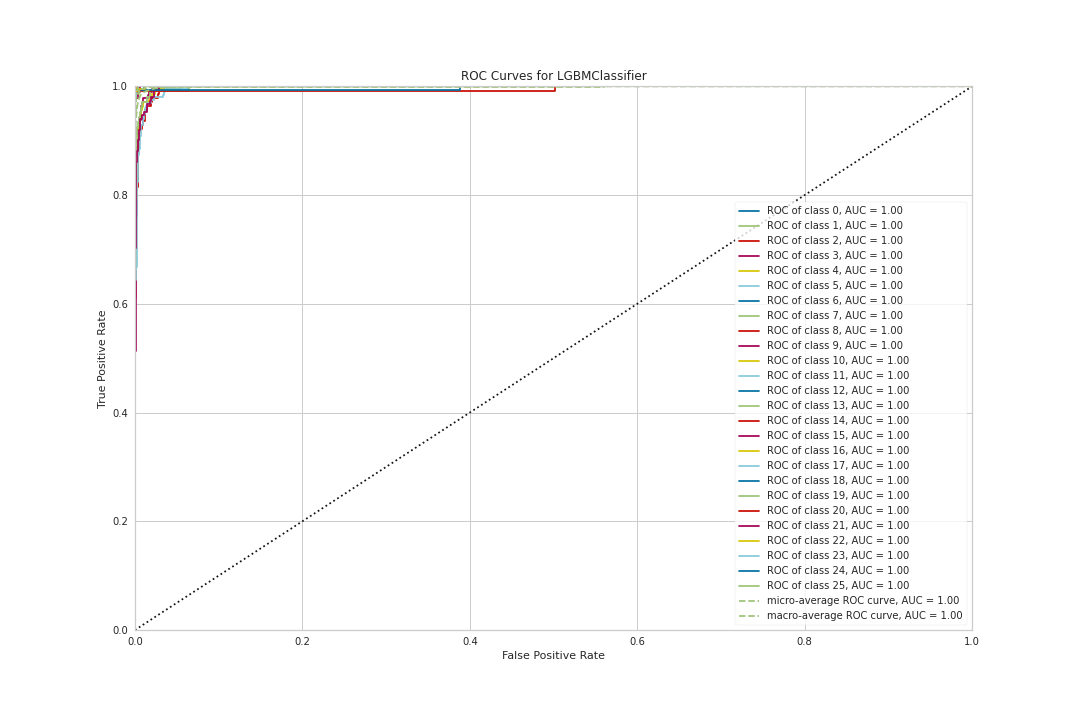 ROC Curves for LGBMClassifier
True Positive Rate
1.0
0.8
0.6
0.4
0.2
0.0
0.0
0.2
0.4
0.6
0.8
1.0
False Positive Rate
ROC of class 0, AUC = 1.00
ROC of class 1, AUC = 1.00
ROC of class 2, AUC = 1.00
ROC of class 3, AUC = 1.00
ROC of class 4, AUC = 1.00
ROC of class 5, AUC = 1.00
ROC of class 6, AUC = 1.00
ROC of class 7, AUC = 1.00
ROC of class 8, AUC = 1.00
ROC of class 9, AUC = 1.00
ROC of class 10, AUC = 1.00
ROC of class 11, AUC = 1.00
ROC of class 12, AUC = 1.00
ROC of class 13, AUC = 1.00
ROC of class 14, AUC = 1.00
ROC of class 15, AUC = 1.00
ROC of class 16, AUC = 1.00
ROC of class 17, AUC = 1.00
ROC of class 18, AUC = 1.00
ROC of class 19, AUC = 1.00
ROC of class 20, AUC = 1.00
ROC of class 21, AUC = 1.00
ROC of class 22, AUC = 1.00
ROC of class 23, AUC = 1.00
ROC of class 24, AUC = 1.00
ROC of class 25, AUC = 1.00
micro-average ROC curve, AUC = 1.00
macro-average ROC curve, AUC = 1.00